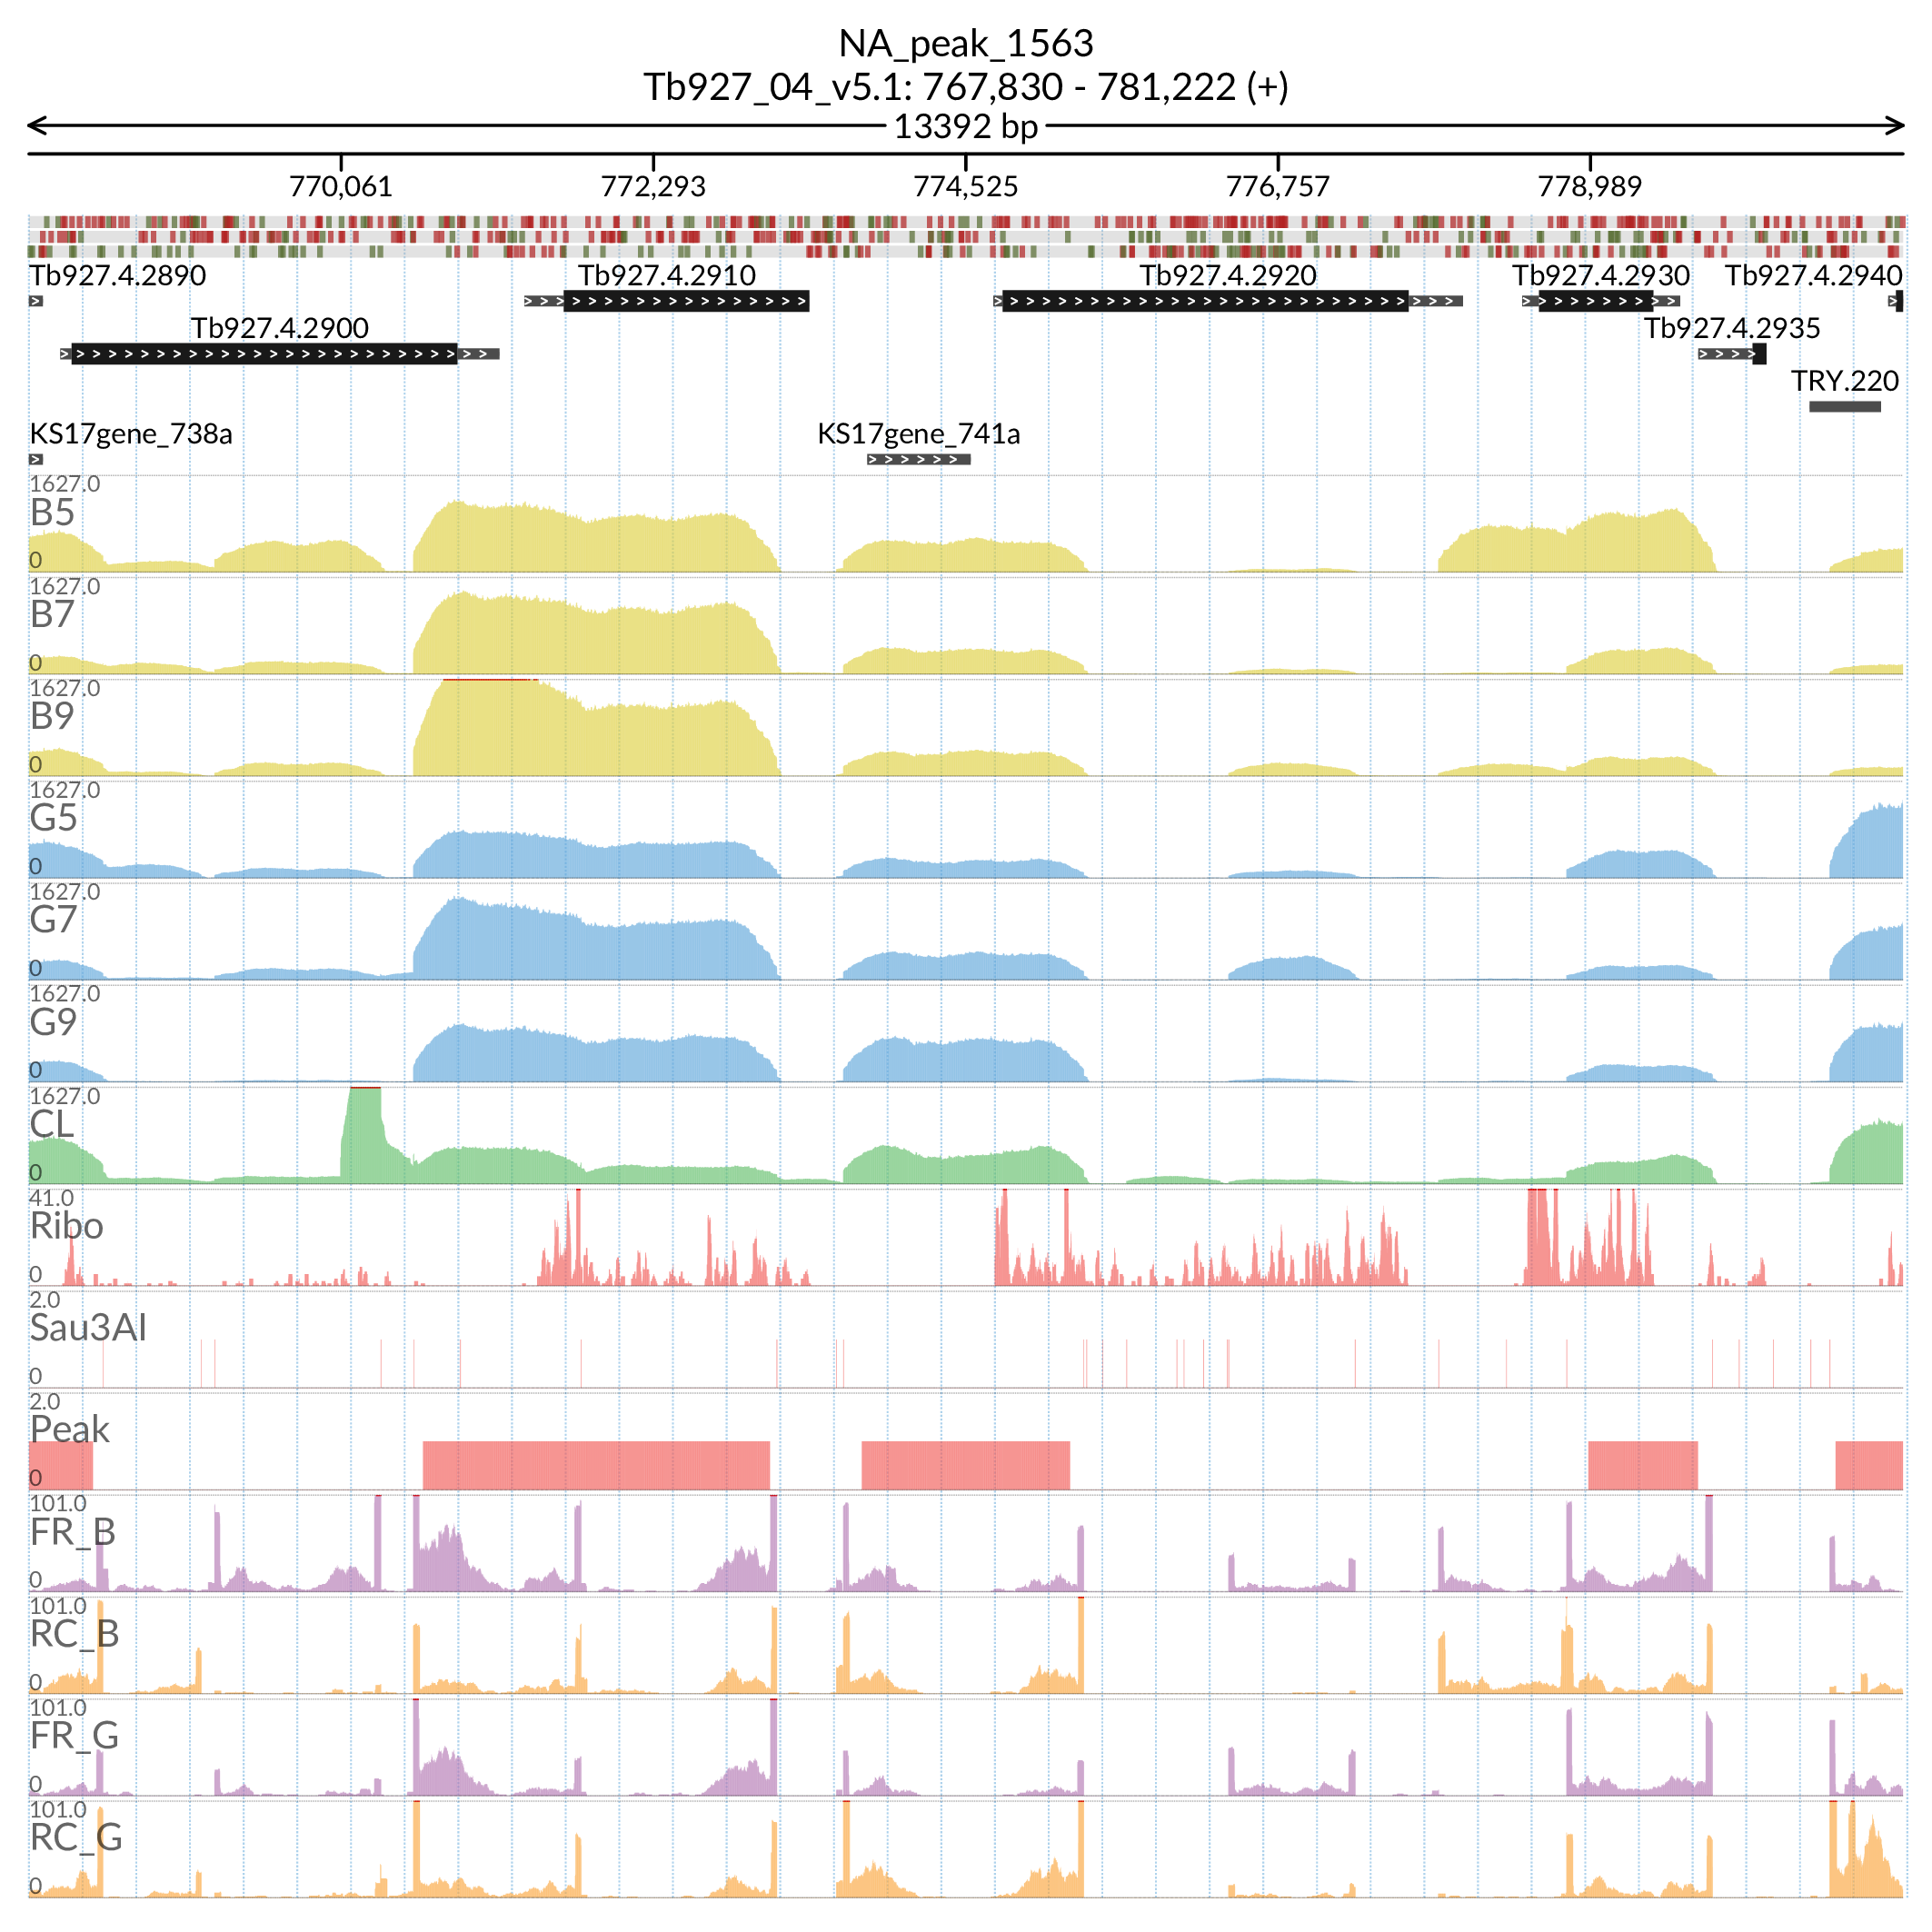 NA_peak_1563
Tb927_04_v5.1: 767,830 - 781,222 (+)
13392 bp
770,061 772,293 774,525 776,757 778,989
Tb927.4.2890 Tb927.4.2910 Tb927.4.2920 Tb927.4.2930 Tb927.4.2940
Tb927.4.2900 Tb927.4.2935
TRY.220
KS17gene_738a KS17gene_741a
1627.0
B5
0
1627.0
B7
0
1627.0
B9
0
1627.0
G5
0
1627.0
G7
0
1627.0
G9
0
1627.0
CL
0
41.0
Ribo
0
2.0
Sau3AI
0
2.0
Peak
0
101.0
FR_B
0
101.0
RC_B
0
101.0
FR_G
0
101.0
RC_G
0